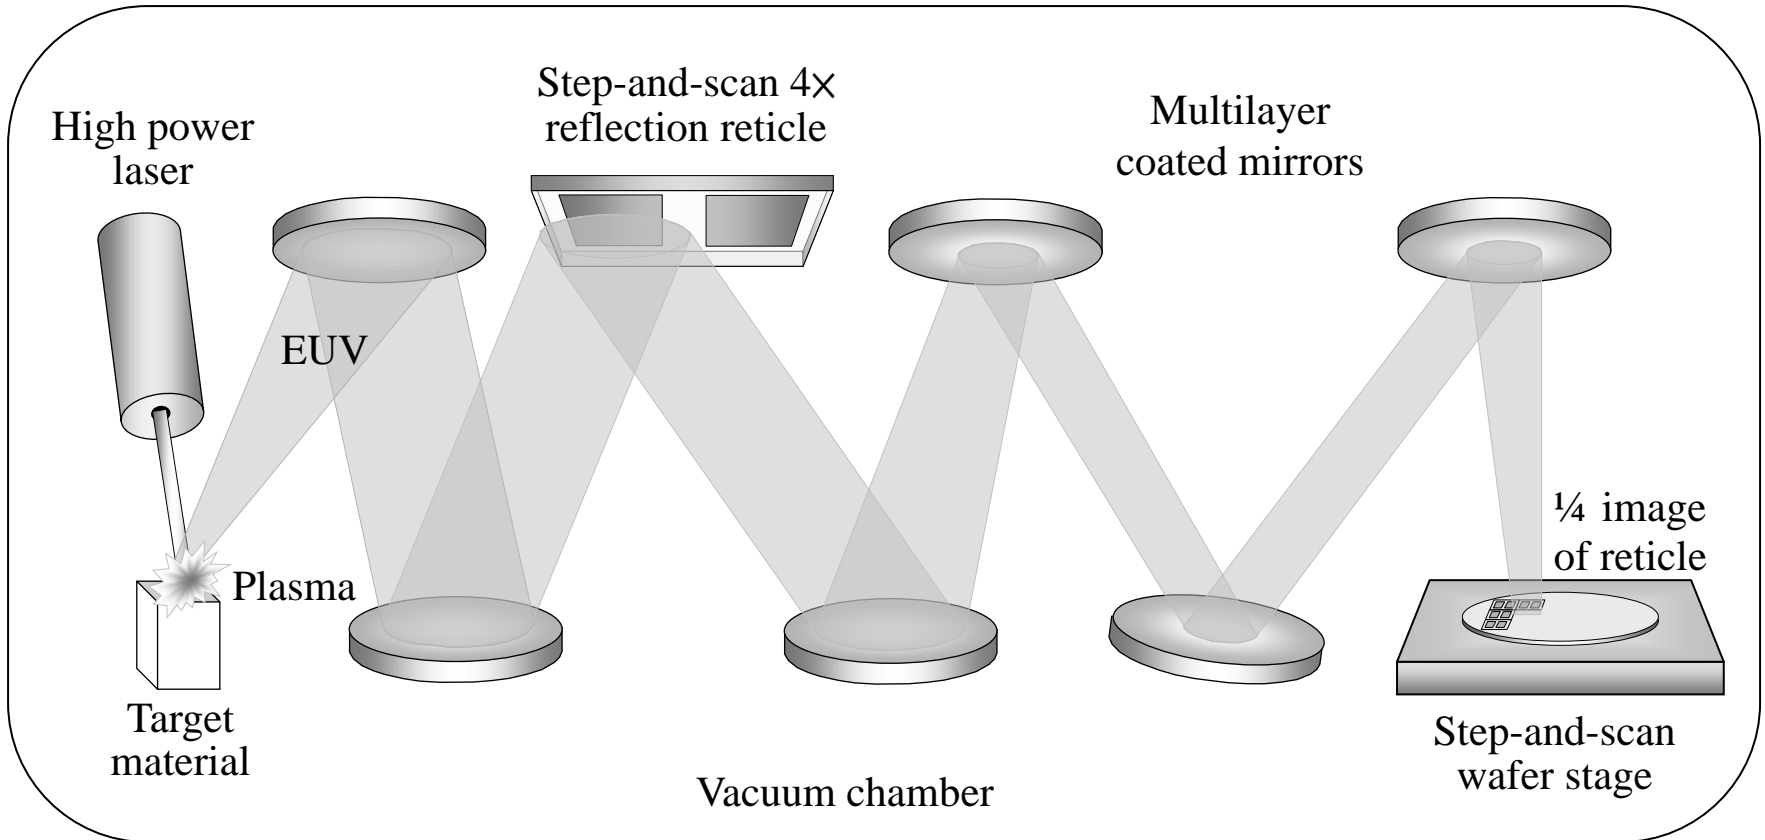 High power
laser
Step-and-scan 4×
reflection reticle
Multilayer
coated mirrors
EUV
Plasma
Target
material
¼ image
of reticle
Step-and-scan
wafer stage
Vacuum chamber